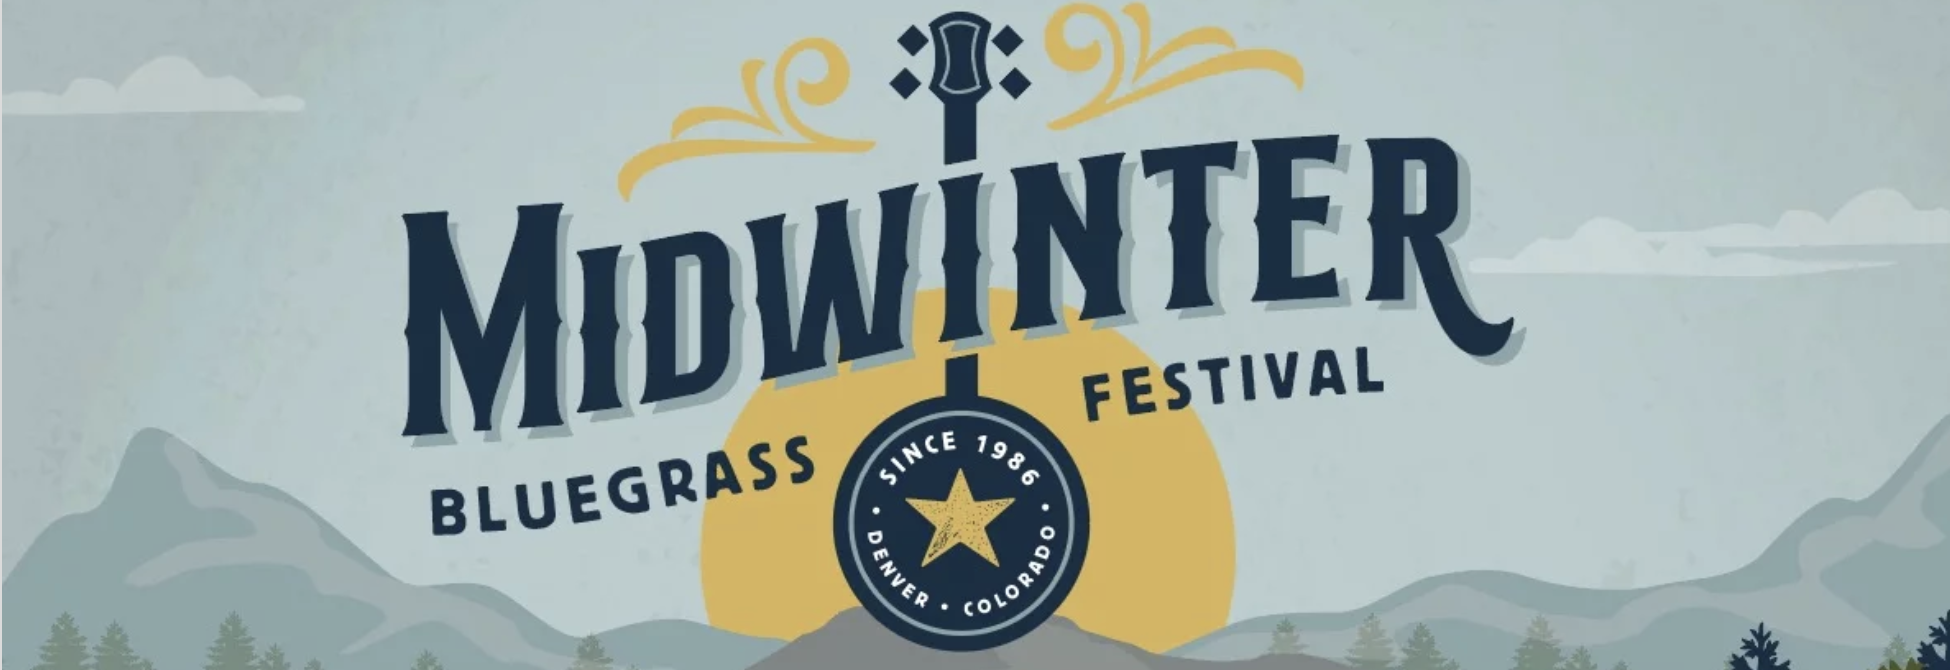 MIDWINTER
BLUEGRASS FESTIVAL
SINCE 1986
• DENVER • COLORADO •